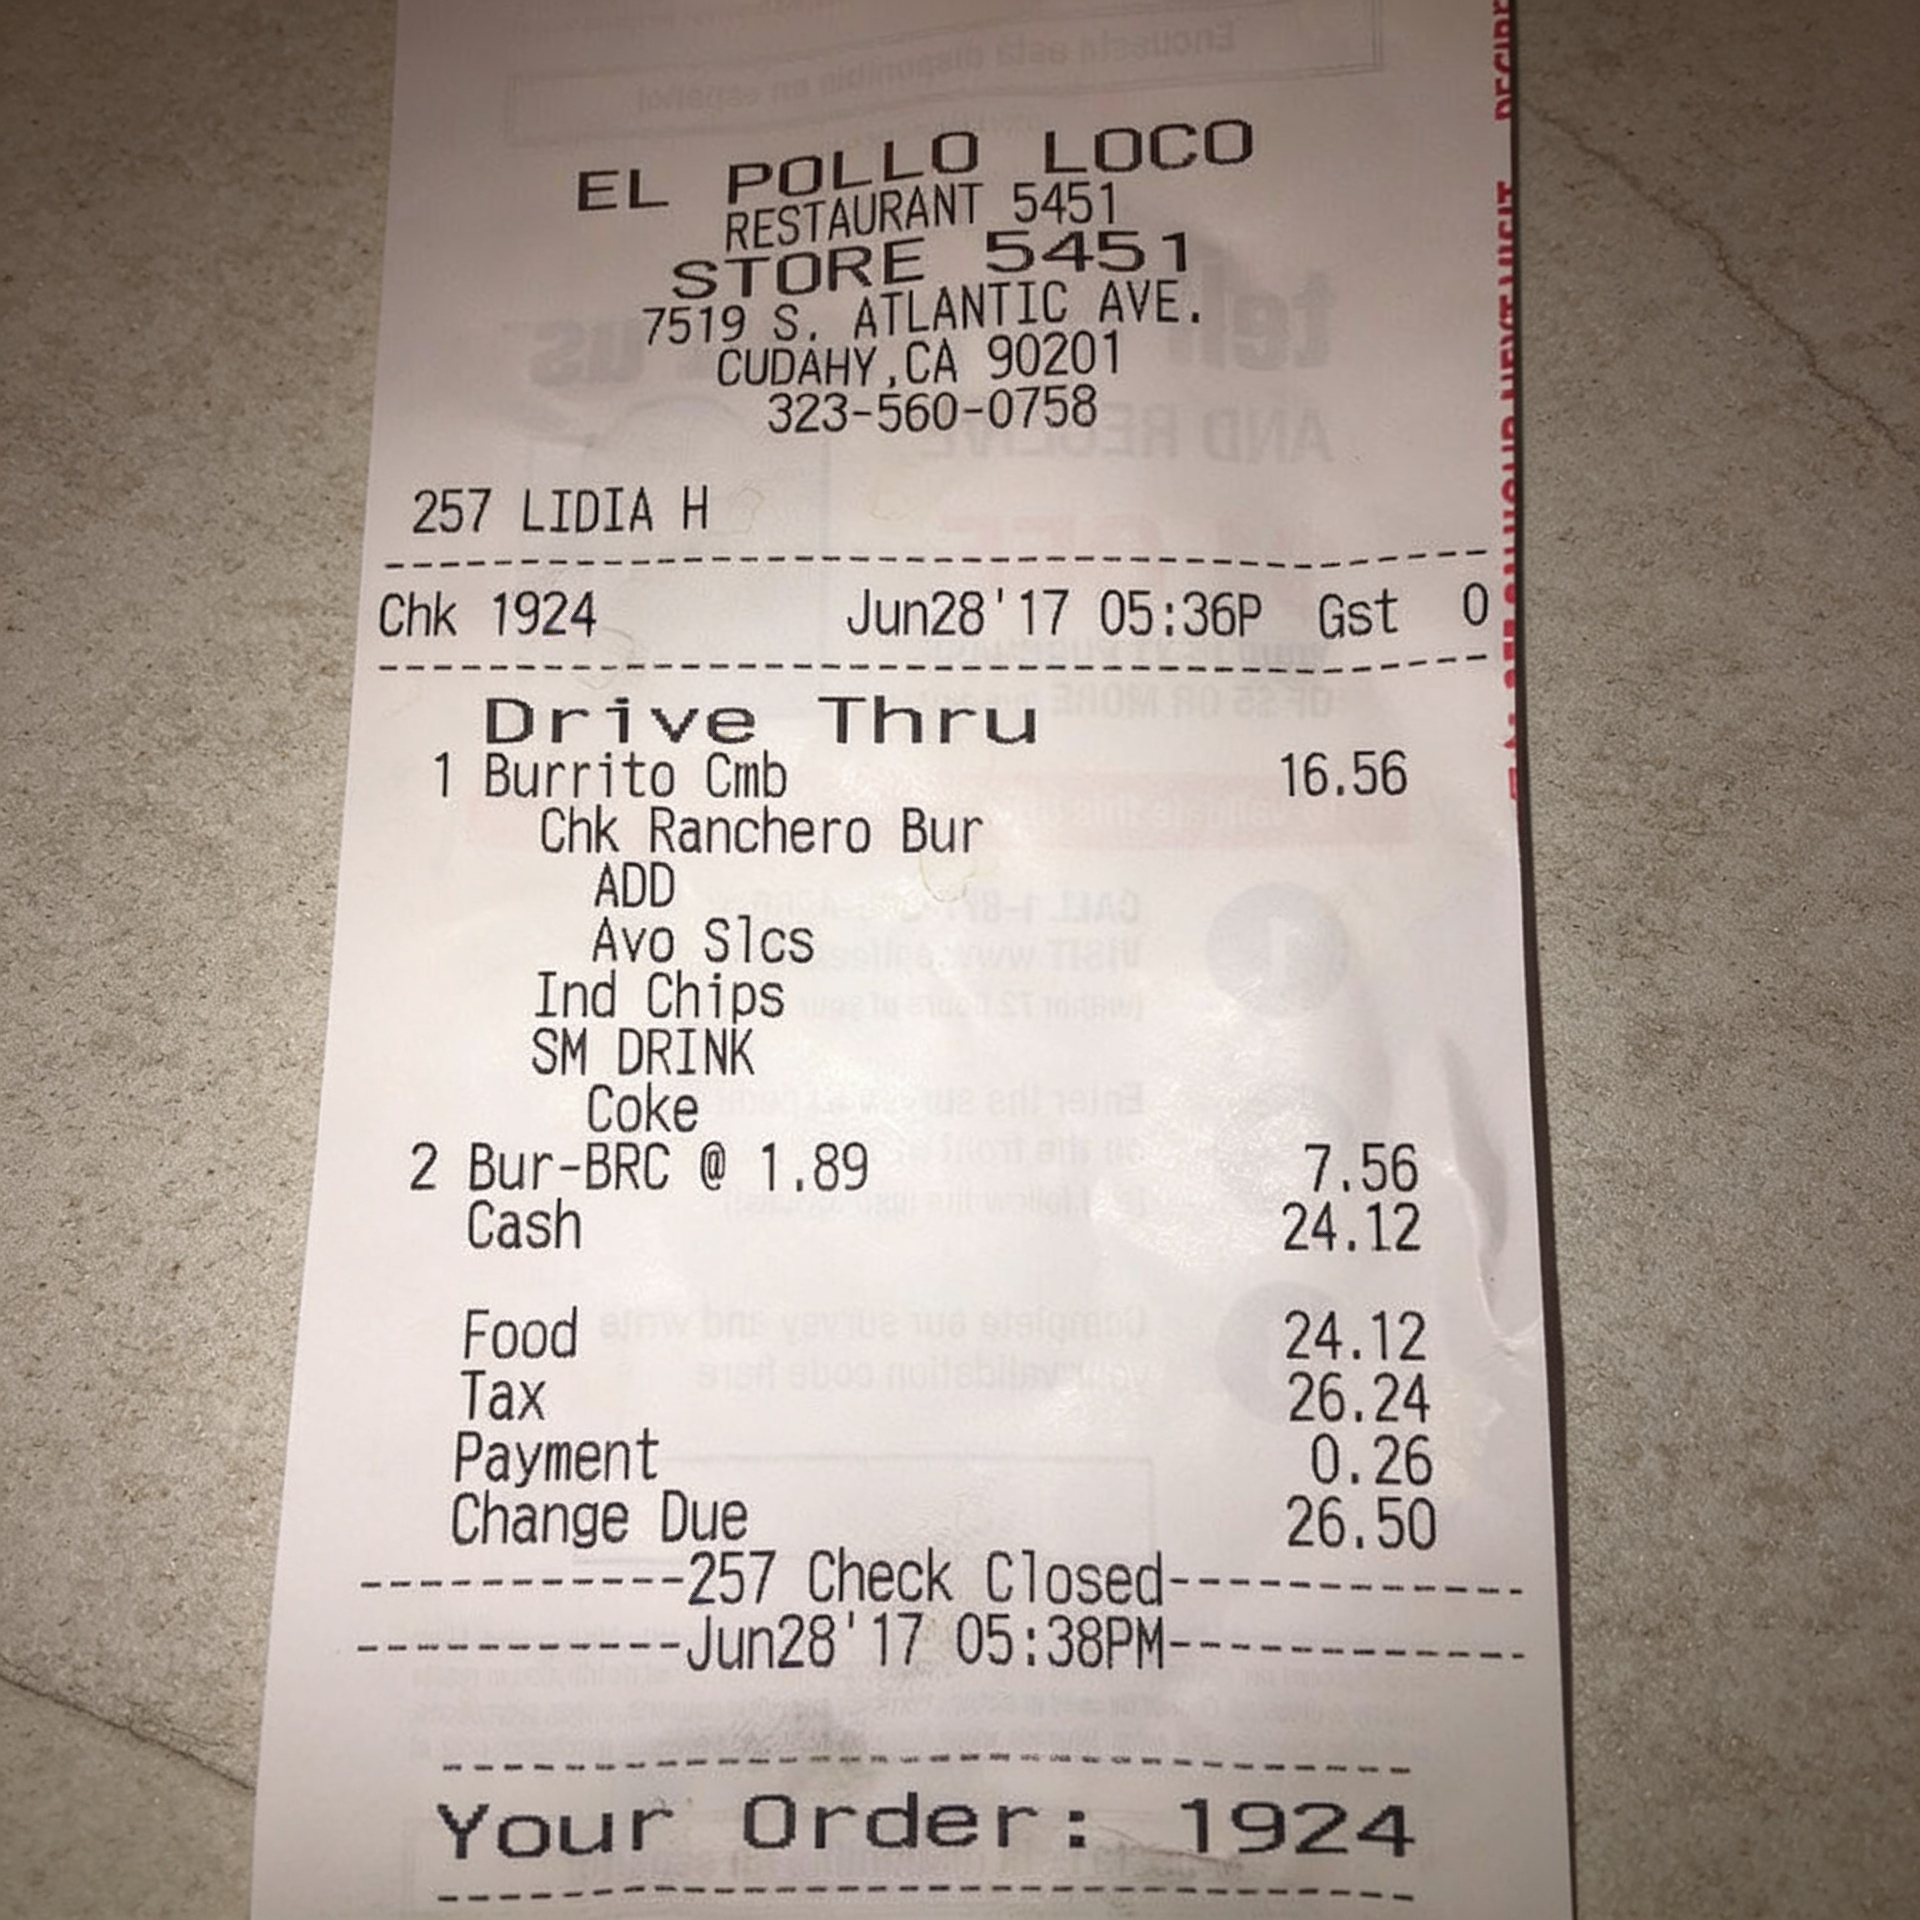 EL POLLO LOCO
RESTAURANT 5451
STORE 5451
7519 S. ATLANTIC AVE.
CUDAHY,CA 90201
323-560-0758
257 LIDIA H
Chk 1924 Jun28'17 05:36P Gst 0
Drive Thru
1 Burrito Cmb 16.56
Chk Ranchero Bur
ADD
Avo Slcs
Ind Chips
SM DRINK
Coke
2 Bur-BRC @ 1.89 7.56
Cash 24.12
Food 24.12
Tax 26.24
Payment 0.26
Change Due 26.50
-----------257 Check Closed------------
-----------Jun28'17 05:38PM------------
Your Order: 1924